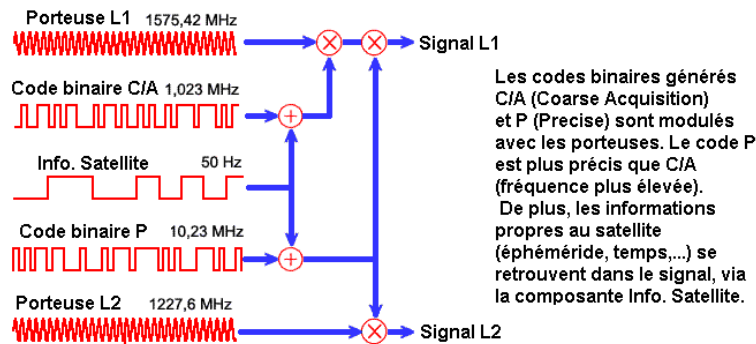 Porteuse L1 1575,42 MHz
Signal L1
Code binaire C/A 1,023 MHz
Info. Satellite 50 Hz
Code binaire P 10,23 MHz
Porteuse L2 1227,6 MHz
Signal L2
Les codes binaires générés
C/A (Coarse Acquisition)
et P (Precise) sont modulés
avec les porteuses. Le code P
est plus précis que C/A
(fréquence plus élevée).
De plus, les informations
propres au satellite
(éphéméride, temps,...) se
retrouvent dans le signal, via
la composante Info. Satellite.